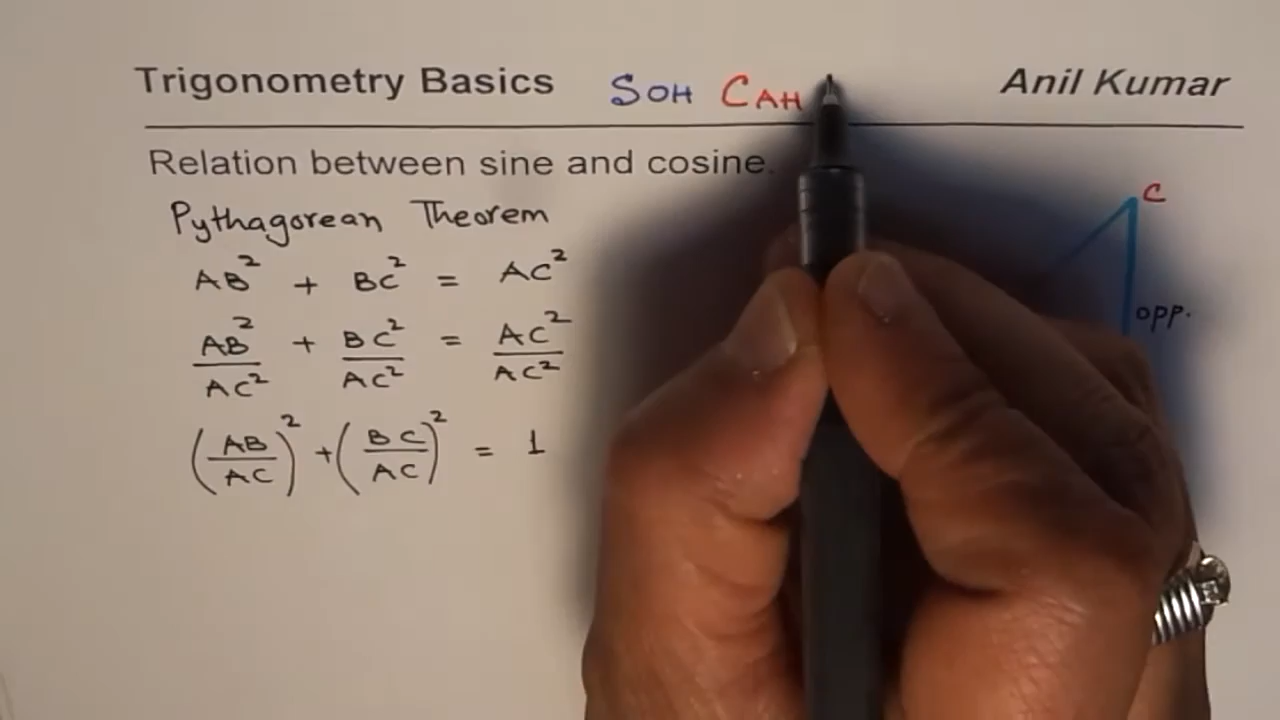 Trigonometry Basics SOH CAH Anil Kumar
Relation between sine and cosine.
Pythagorean Theorem
AB² + BC² = AC²
AB²/AC² + BC²/AC² = AC²/AC²
(AB/AC)² + (BC/AC)² = 1
C
opp.